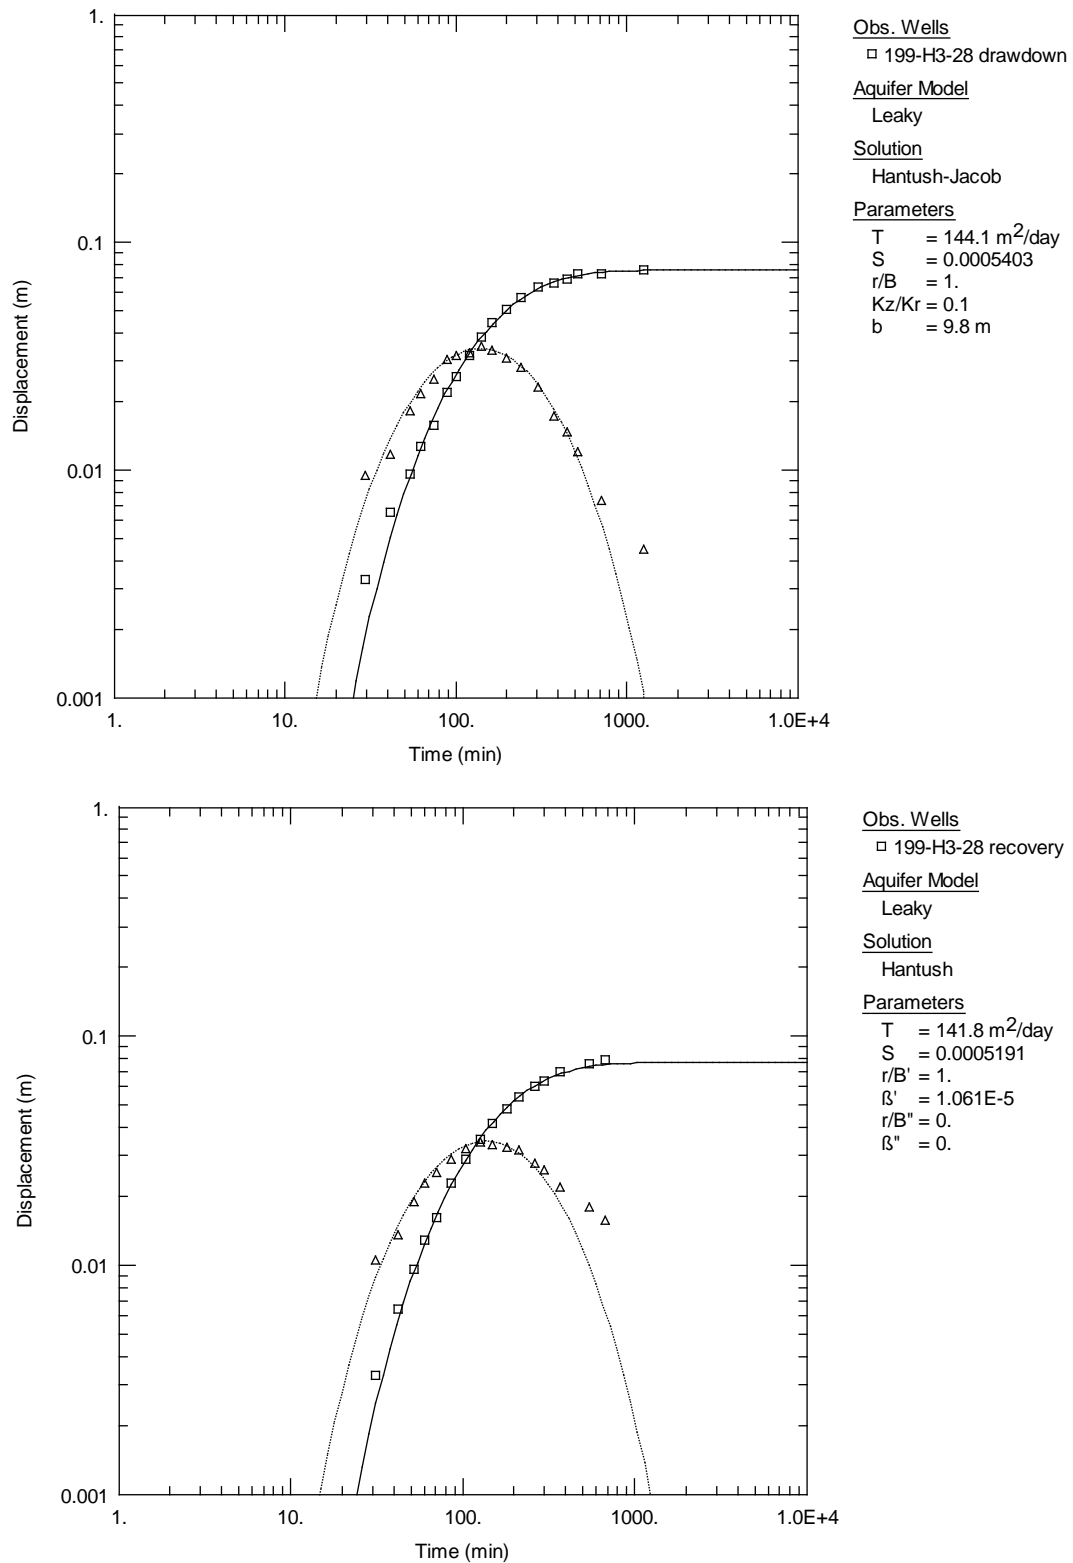 1.
0.1
0.01
0.001
Displacement (m)
1.
10.
100.
1000.
1.0E+4
Time (min)
Obs. Wells
□ 199-H3-28 drawdown
Aquifer Model
Leaky
Solution
Hantush-Jacob
Parameters
T = 144.1 m2/day
S = 0.0005403
r/B = 1.
Kz/Kr = 0.1
b = 9.8 m
1.
0.1
0.01
0.001
Displacement (m)
1.
10.
100.
1000.
1.0E+4
Time (min)
Obs. Wells
□ 199-H3-28 recovery
Aquifer Model
Leaky
Solution
Hantush
Parameters
T = 141.8 m2/day
S = 0.0005191
r/B' = 1.
ß' = 1.061E-5
r/B" = 0.
ß" = 0.